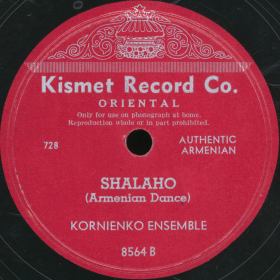 Kismet Record Co.
ORIENTAL
Only for use on phonograph at home.
Reproduction whole or in part prohibited.
728
AUTHENTIC
ARMENIAN
SHALAHO
(Armenian Dance)
KORNIENKO ENSEMBLE
8564 B